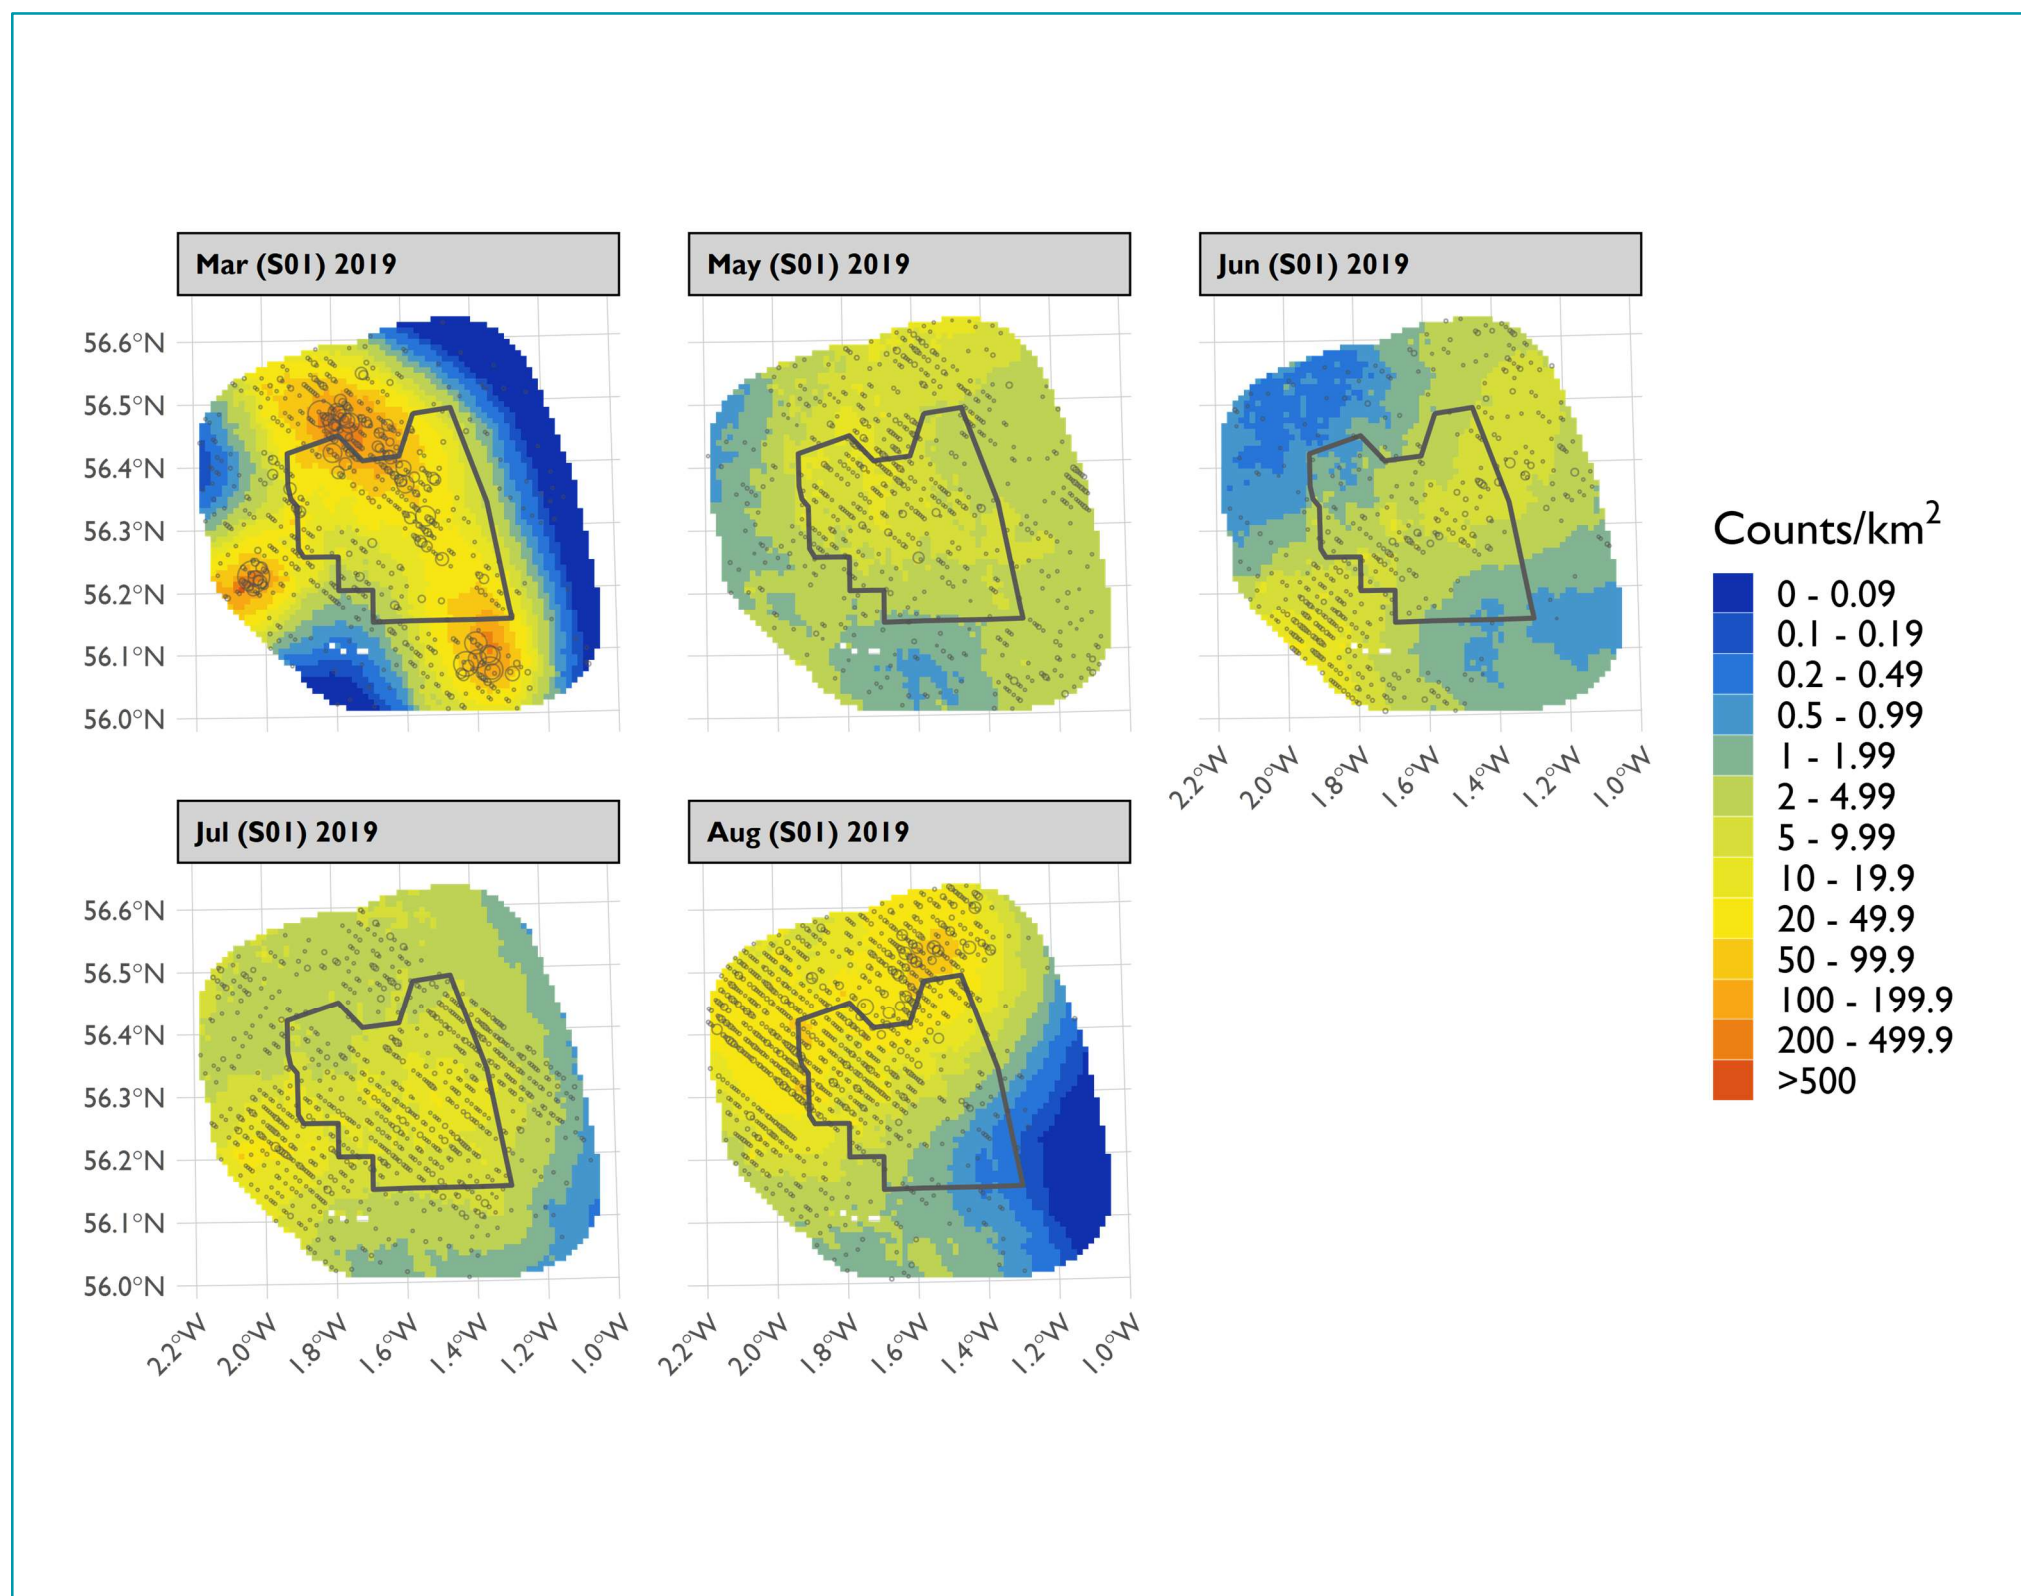 Mar (S01) 2019
May (S01) 2019
Jun (S01) 2019
56.6°N
56.5°N
56.4°N
56.3°N
56.2°N
56.1°N
56.0°N
2.2°W
2.0°W
1.8°W
1.6°W
1.4°W
1.2°W
1.0°W
Jul (S01) 2019
Aug (S01) 2019
56.6°N
56.5°N
56.4°N
56.3°N
56.2°N
56.1°N
56.0°N
2.2°W
2.0°W
1.8°W
1.6°W
1.4°W
1.2°W
1.0°W
2.2°W
2.0°W
1.8°W
1.6°W
1.4°W
1.2°W
1.0°W
Counts/km²
0 - 0.09
0.1 - 0.19
0.2 - 0.49
0.5 - 0.99
1 - 1.99
2 - 4.99
5 - 9.99
10 - 19.9
20 - 49.9
50 - 99.9
100 - 199.9
200 - 499.9
>500